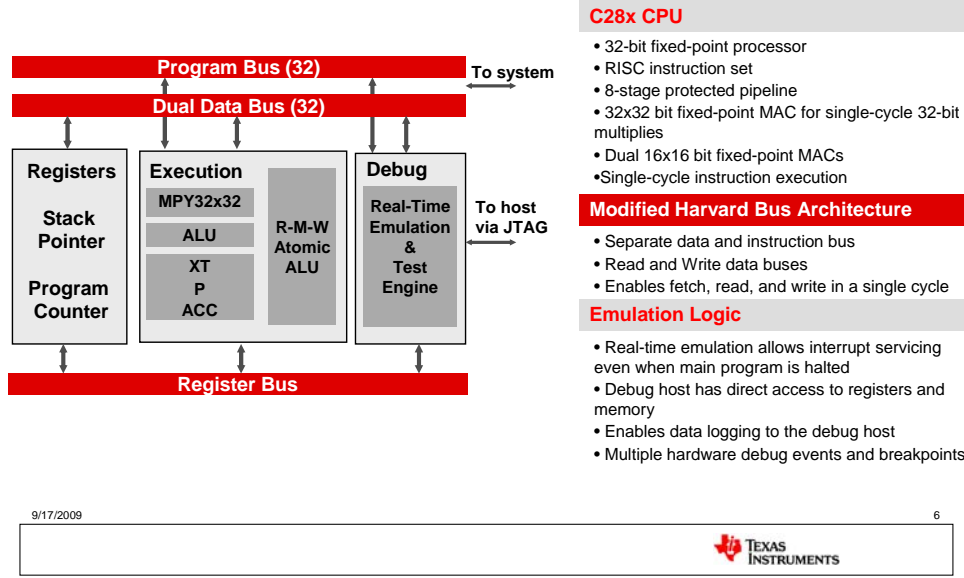 Program Bus (32)
To system
Dual Data Bus (32)
Registers
Stack
Pointer
Program
Counter
Execution
MPY32x32
ALU
XT
P
ACC
R-M-W
Atomic
ALU
Debug
Real-Time
Emulation
&
Test
Engine
To host
via JTAG
Register Bus
C28x CPU
• 32-bit fixed-point processor
• RISC instruction set
• 8-stage protected pipeline
• 32x32 bit fixed-point MAC for single-cycle 32-bit
multiplies
• Dual 16x16 bit fixed-point MACs
•Single-cycle instruction execution
Modified Harvard Bus Architecture
• Separate data and instruction bus
• Read and Write data buses
• Enables fetch, read, and write in a single cycle
Emulation Logic
• Real-time emulation allows interrupt servicing
even when main program is halted
• Debug host has direct access to registers and
memory
• Enables data logging to the debug host
• Multiple hardware debug events and breakpoints
9/17/2009
6
TEXAS
INSTRUMENTS